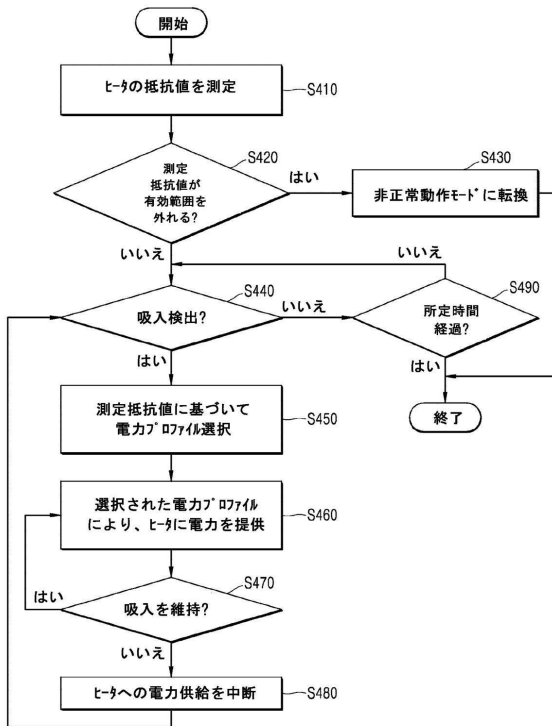 開始
ﾋｰﾀの抵抗値を測定
S410
測定
抵抗値が
有効範囲を
外れる?
S420
はい
非正常動作ﾓｰﾄﾞに転換
S430
いいえ
いいえ
吸入検出?
S440
いいえ
所定時間
経過?
S490
はい
はい
終了
測定抵抗値に基づいて
電力ﾌﾟﾛﾌｧｲﾙ選択
S450
選択された電力ﾌﾟﾛﾌｧｲﾙ
により、ﾋｰﾀに電力を提供
S460
はい
吸入を維持?
S470
いいえ
ﾋｰﾀへの電力供給を中断
S480